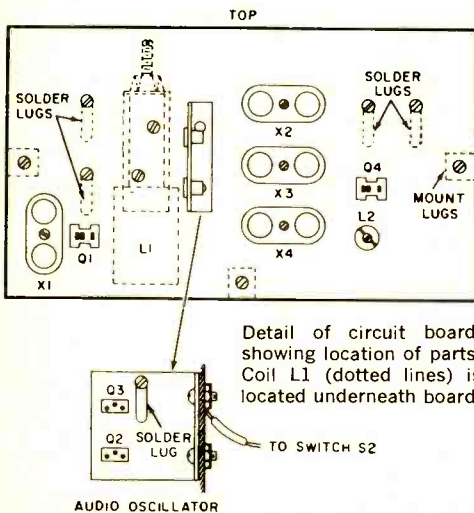 TOP
SOLDER
LUGS
SOLDER
LUGS
X2
X3
X4
Q4
L2
MOUNT
LUGS
X1
Q1
L1
Detail of circuit board
showing location of parts
Coil L1 (dotted lines) is
located underneath board
Q3
Q2
SOLDER
LUG
TO SWITCH S2
AUDIO OSCILLATOR